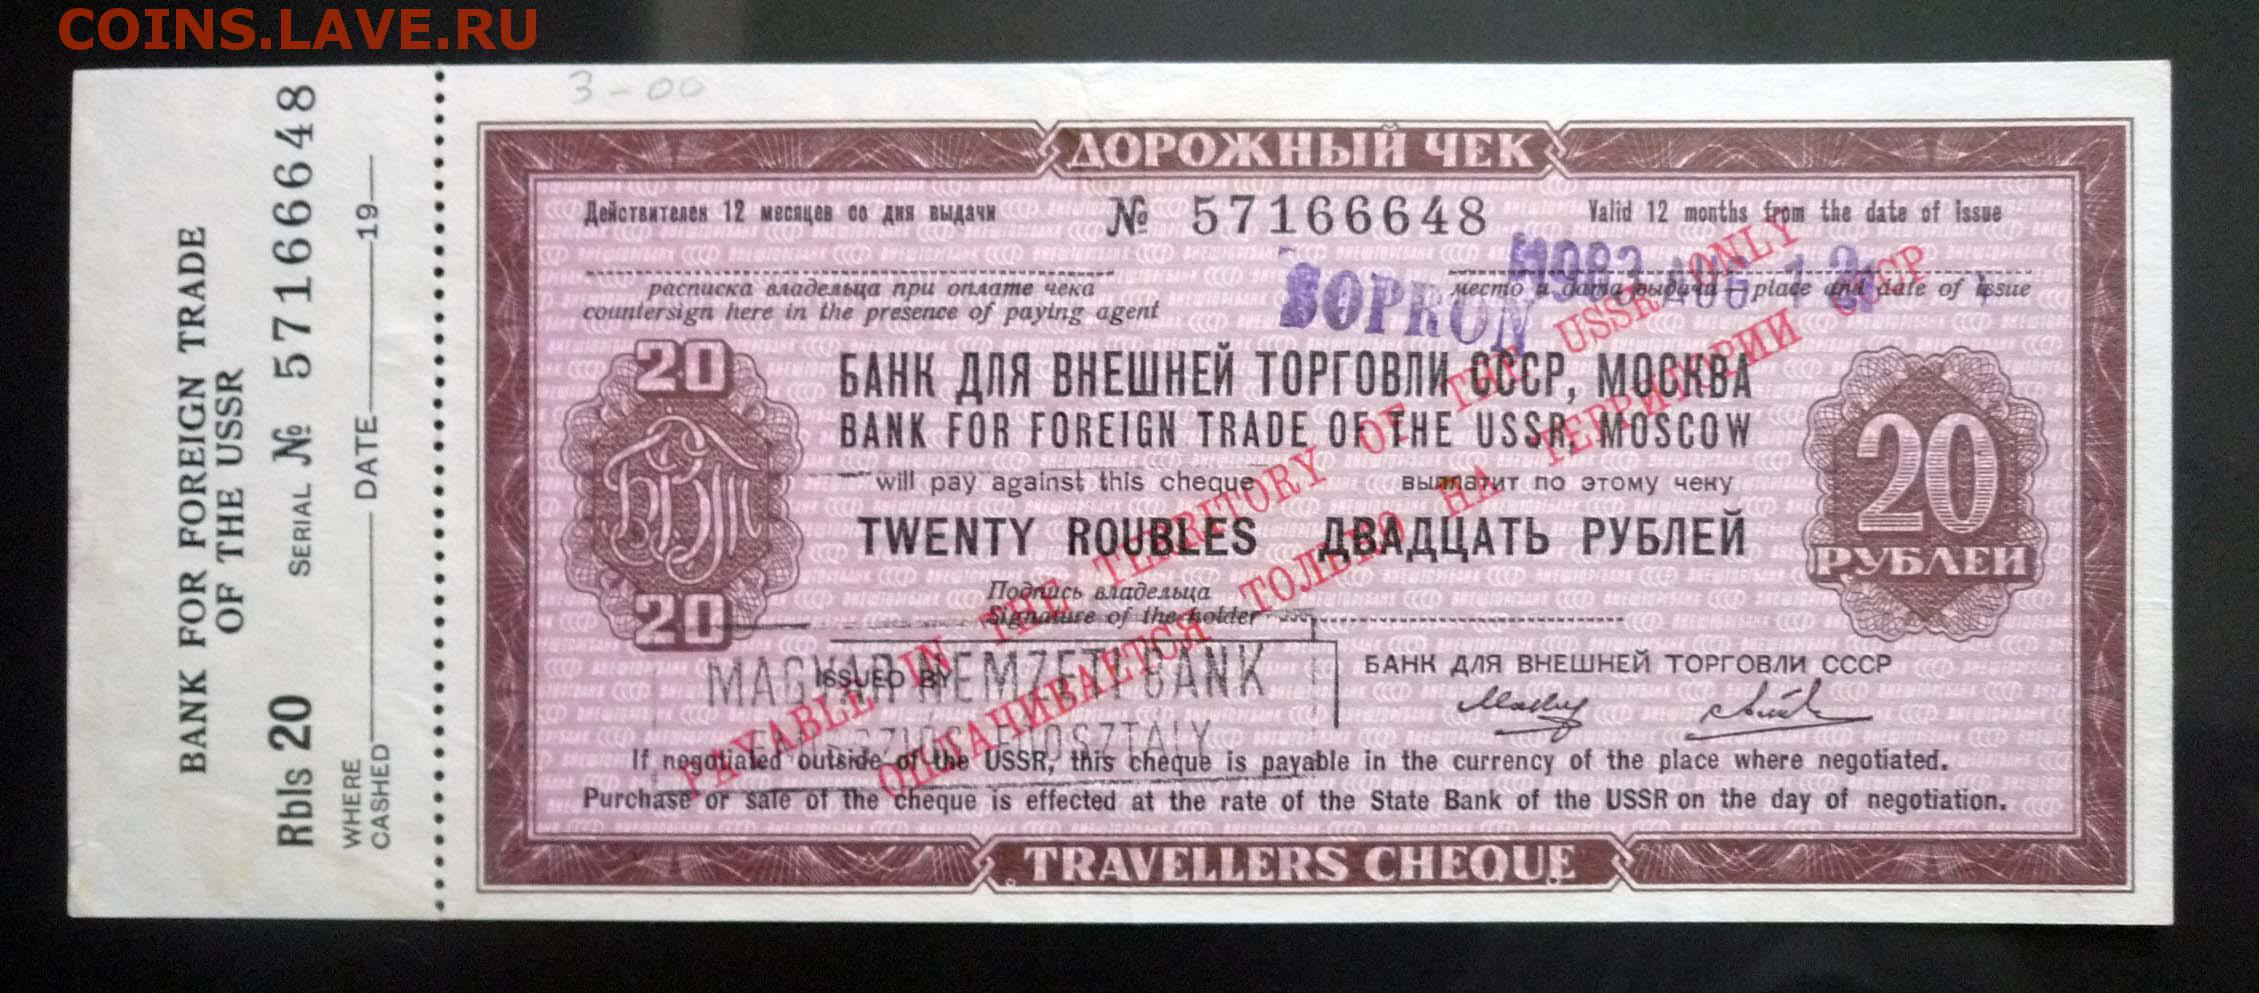 COINS.LAVE.RU
3-00
BANK FOR FOREIGN TRADE
OF THE USSR
SERIAL № 57166648
Rbls 20
WHERE CASHED DATE 19
ДОРОЖНЫЙ ЧЕК
Действителен 12 месяцев со дня выдачи
№ 57166648
Valid 12 months from the date of issue
SOPRON
1983
расписка владельца при оплате чека
countersign here in the presence of paying agent
место и дата выдачи — place and date of issue
20
БВТ
20
БАНК ДЛЯ ВНЕШНЕЙ ТОРГОВЛИ СССР, МОСКВА
BANK FOR FOREIGN TRADE OF THE USSR, MOSCOW
will pay against this cheque выплатит по этому чеку
TWENTY ROUBLES ДВАДЦАТЬ РУБЛЕЙ
20
РУБЛЕЙ
Подпись владельца
Signature of the holder
PAYABLE IN THE TERRITORY OF THE USSR ONLY
ОПЛАЧИВАЕТСЯ ТОЛЬКО НА ТЕРРИТОРИИ СССР
ISSUED BY
MAGYAR NEMZETI BANK
БАНК ДЛЯ ВНЕШНЕЙ ТОРГОВЛИ СССР
If negotiated outside of the USSR, this cheque is payable in the currency of the place where negotiated.
Purchase or sale of the cheque is effected at the rate of the State Bank of the USSR on the day of negotiation.
TRAVELLERS CHEQUE